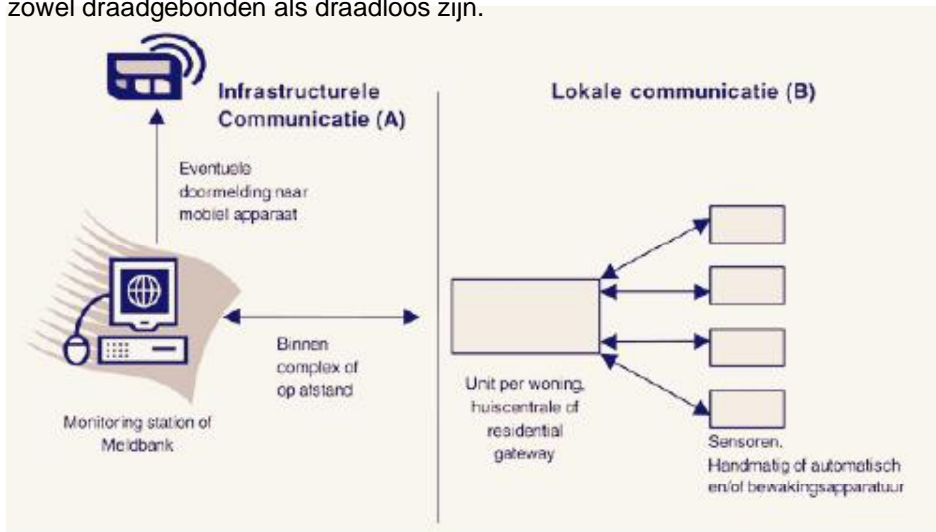 zowel draadgebonden als draadloos zijn.
Infrastructurele
Communicatie (A)
Lokale communicatie (B)
Eventuele
doormelding naar
mobiel apparaat
Binnen
complex of
op afstand
Monitoring station of
Meldbank
Unit per woning,
huiscentrale of
residential
gateway
Sensoren.
Handmatig of automatisch
en/of bewakingsapparatuur